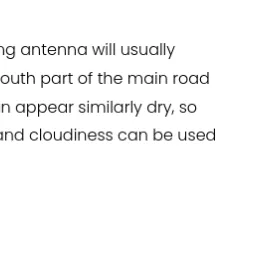 ng antenna will usually
outh part of the main road
n appear similarly dry, so
and cloudiness can be used